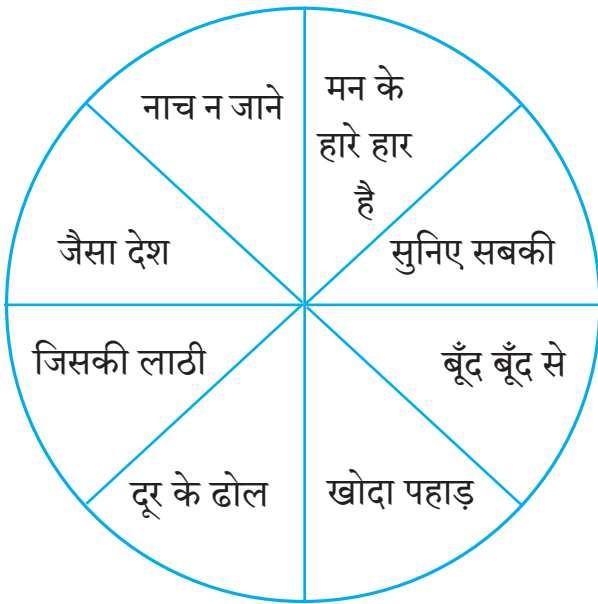 नाच न जाने
मन के
हारे हार
है
सुनिए सबकी
जैसा देश
जिसकी लाठी
बूँद बूँद से
दूर के ढोल
खोदा पहाड़